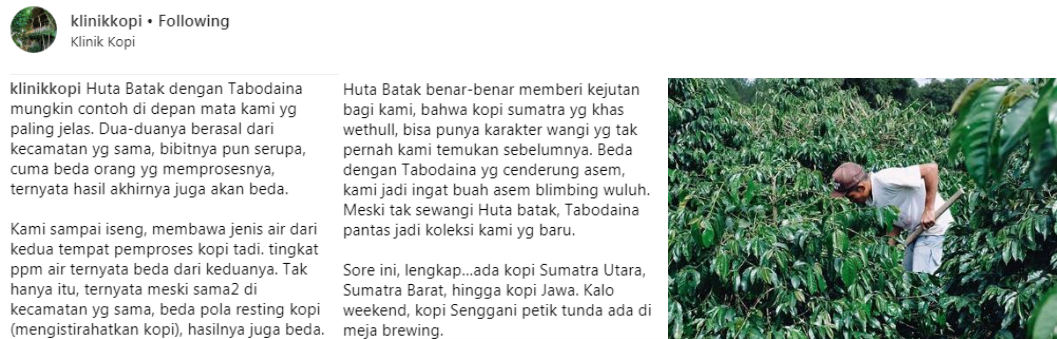 klinikkopi • Following
Klinik Kopi
klinikkopi Huta Batak dengan Tabodaina
mungkin contoh di depan mata kami yg
paling jelas. Dua-duanya berasal dari
kecamatan yg sama, bibitnya pun serupa,
cuma beda orang yg memprosesnya,
ternyata hasil akhirnya juga akan beda.
Kami sampai iseng, membawa jenis air dari
kedua tempat pemproses kopi tadi. tingkat
ppm air ternyata beda dari keduanya. Tak
hanya itu, ternyata meski sama2 di
kecamatan yg sama, beda pola resting kopi
(mengistirahatkan kopi), hasilnya juga beda.
Huta Batak benar-benar memberi kejutan
bagi kami, bahwa kopi sumatra yg khas
wethull, bisa punya karakter wangi yg tak
pernah kami temukan sebelumnya. Beda
dengan Tabodaina yg cenderung asem,
kami jadi ingat buah asem blimbing wuluh.
Meski tak sewangi Huta batak, Tabodaina
pantas jadi koleksi kami yg baru.
Sore ini, lengkap...ada kopi Sumatra Utara,
Sumatra Barat, hingga kopi Jawa. Kalo
weekend, kopi Senggani petik tunda ada di
meja brewing.